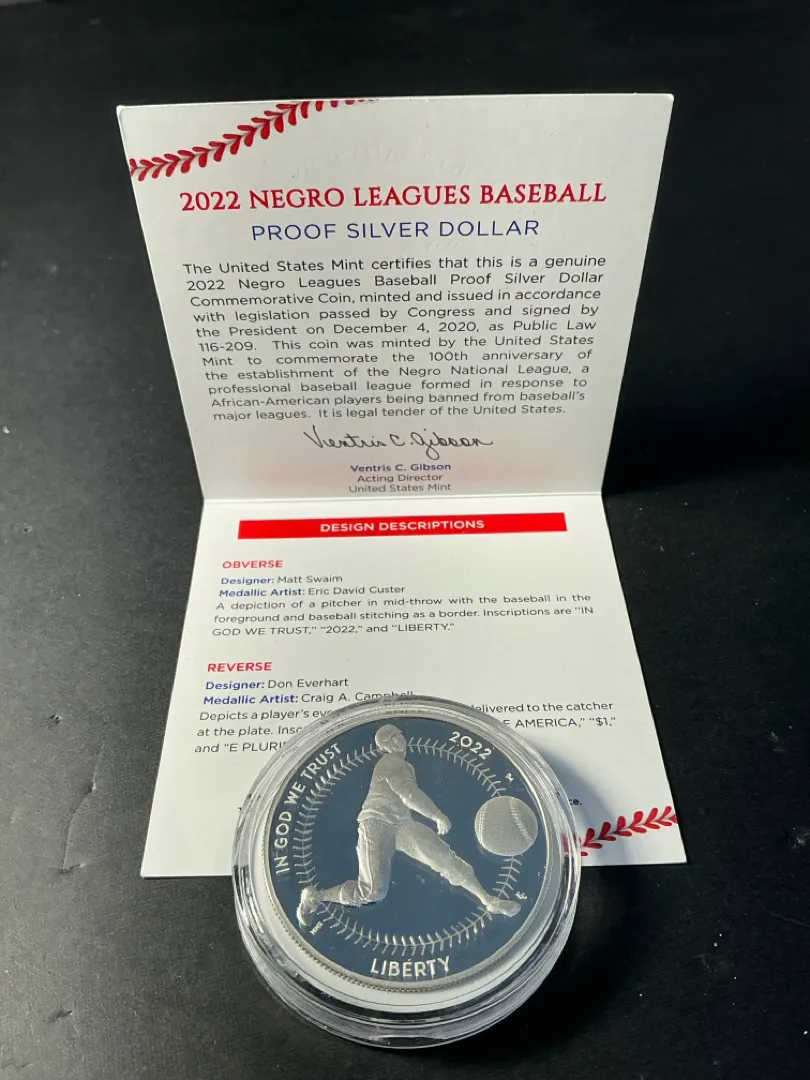 2022 NEGRO LEAGUES BASEBALL
PROOF SILVER DOLLAR
The United States Mint certifies that this is a genuine
2022 Negro Leagues Baseball Proof Silver Dollar
Commemorative Coin, minted and issued in accordance
with legislation passed by Congress and signed by
the President on December 4, 2020, as Public Law
116-209. This coin was minted by the United States
Mint to commemorate the 100th anniversary of
the establishment of the Negro National League, a
professional baseball league formed in response to
African-American players being banned from baseball's
major leagues. It is legal tender of the United States.
Ventris C. Gibson
Ventris C. Gibson
Acting Director
United States Mint
DESIGN DESCRIPTIONS
OBVERSE
Designer: Matt Swaim
Medallic Artist: Eric David Custer
A depiction of a pitcher in mid-throw with the baseball in the
foreground and baseball stitching as a border. Inscriptions are "IN
GOD WE TRUST," "2022," and "LIBERTY."
REVERSE
Designer: Don Everhart
Medallic Artist: Craig A. Campbell
Depicts a player's delivered to the catcher
at the plate. AMERICA," "$1,"
and "E
IN GOD WE TRUST
2022
LIBERTY